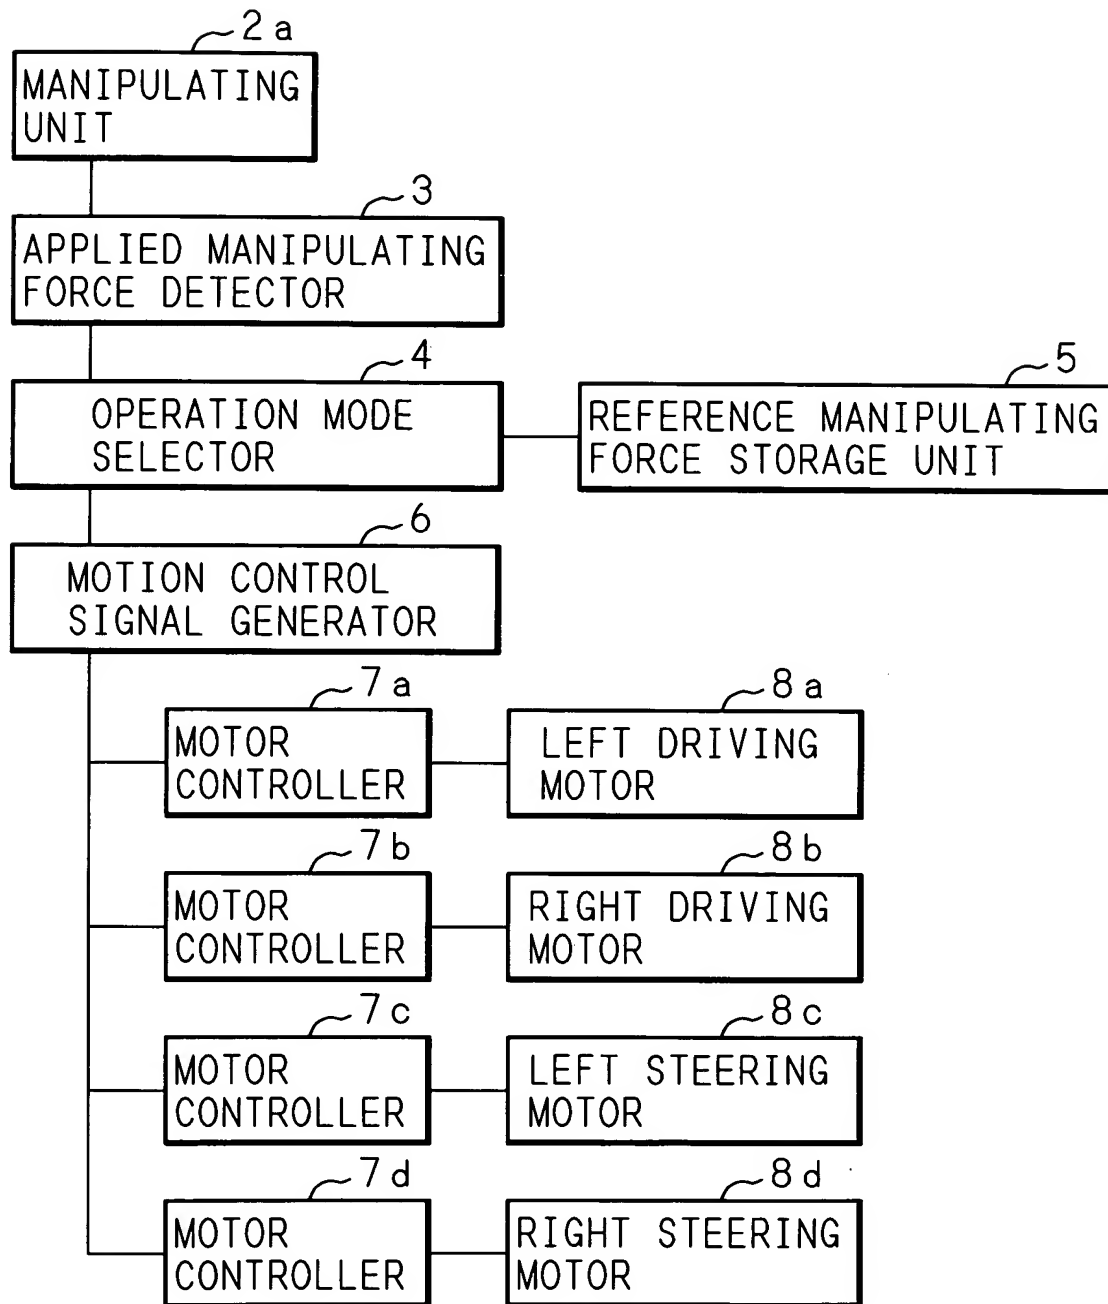 2a
MANIPULATING
UNIT
3
APPLIED MANIPULATING
FORCE DETECTOR
4
OPERATION MODE
SELECTOR
5
REFERENCE MANIPULATING
FORCE STORAGE UNIT
6
MOTION CONTROL
SIGNAL GENERATOR
7a
MOTOR
CONTROLLER
8a
LEFT DRIVING
MOTOR
7b
MOTOR
CONTROLLER
8b
RIGHT DRIVING
MOTOR
7c
MOTOR
CONTROLLER
8c
LEFT STEERING
MOTOR
7d
MOTOR
CONTROLLER
8d
RIGHT STEERING
MOTOR